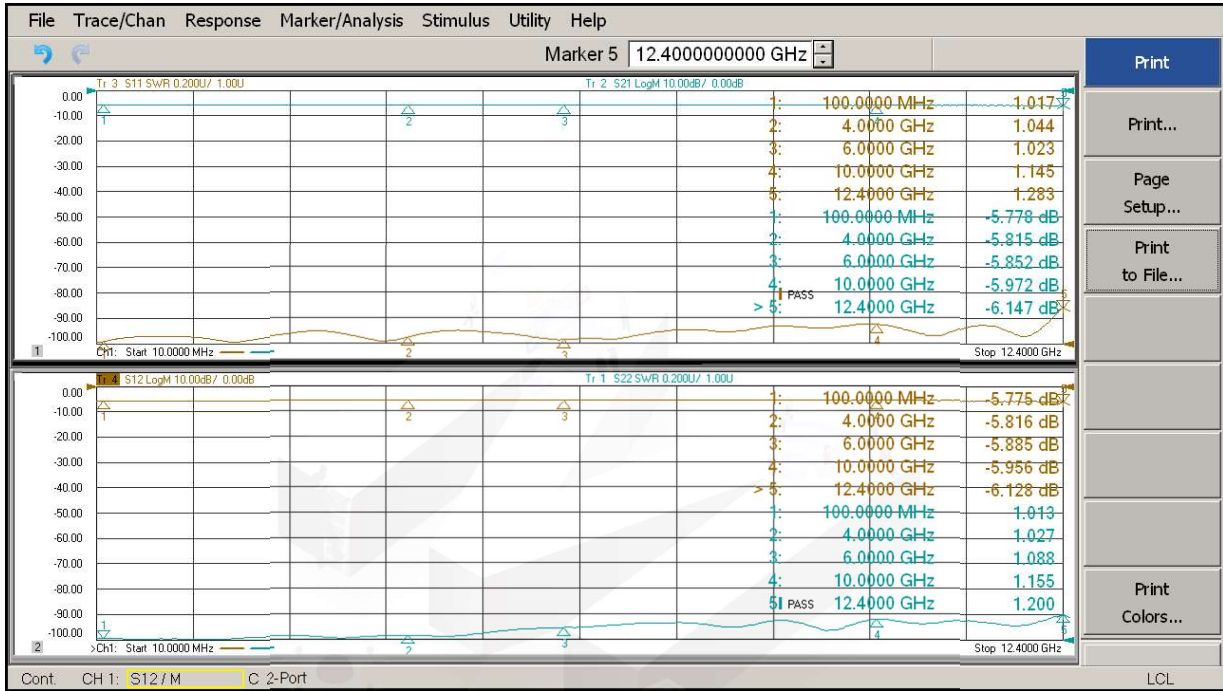 File Trace/Chan Response Marker/Analysis Stimulus Utility Help
Marker 5 12.4000000000 GHz
Print
Print...
Page
Setup...
Print
to File...
Print
Colors...
Tr 3 S11 SWR 0.200U/ 1.00U
Tr 2 S21 LogM 10.00dB/ 0.00dB
0.00
-10.00
-20.00
-30.00
-40.00
-50.00
-60.00
-70.00
-80.00
-90.00
-100.00
1 2 3 4 5
1: 100.0000 MHz 1.017
2: 4.0000 GHz 1.044
3: 6.0000 GHz 1.023
4: 10.0000 GHz 1.145
5: 12.4000 GHz 1.283
1: 100.0000 MHz -5.778 dB
2: 4.0000 GHz -5.815 dB
3: 6.0000 GHz -5.852 dB
4: 10.0000 GHz -5.972 dB
PASS
> 5: 12.4000 GHz -6.147 dB
1 Ch1: Start 10.0000 MHz Stop 12.4000 GHz
Tr 4 S12 LogM 10.00dB/ 0.00dB
Tr 1 S22 SWR 0.200U/ 1.00U
0.00
-10.00
-20.00
-30.00
-40.00
-50.00
-60.00
-70.00
-80.00
-90.00
-100.00
1 2 3 4 5
1: 100.0000 MHz -5.775 dB
2: 4.0000 GHz -5.816 dB
3: 6.0000 GHz -5.885 dB
4: 10.0000 GHz -5.956 dB
> 5: 12.4000 GHz -6.128 dB
1: 100.0000 MHz 1.013
2: 4.0000 GHz 1.027
3: 6.0000 GHz 1.088
4: 10.0000 GHz 1.155
5 PASS 12.4000 GHz 1.200
2 >Ch1: Start 10.0000 MHz Stop 12.4000 GHz
Cont. CH 1: S12 / M C 2-Port LCL